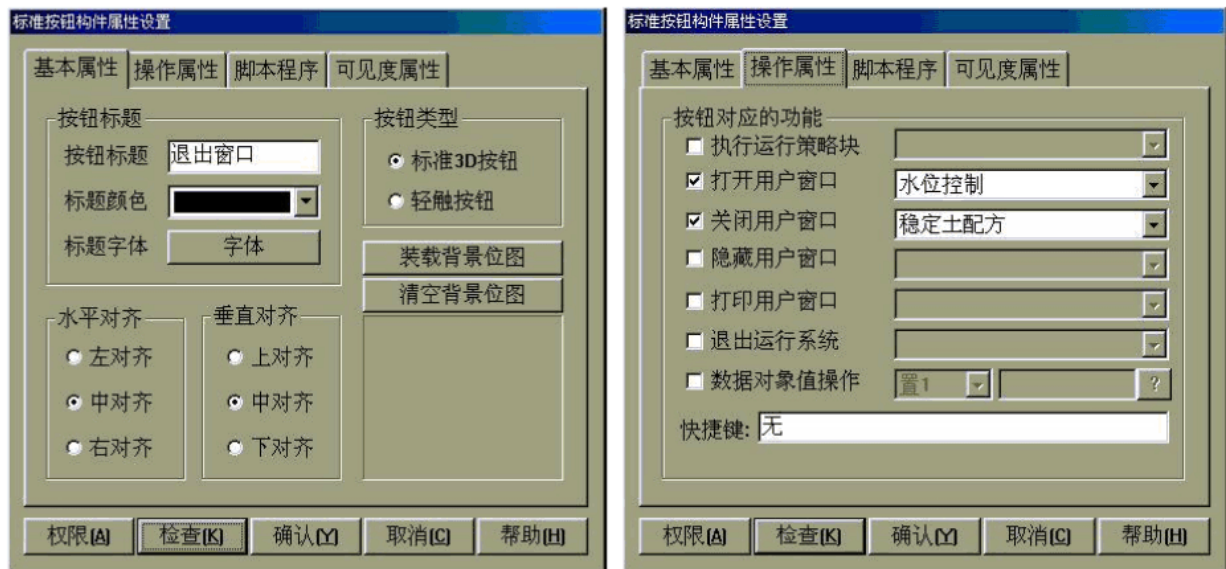 标准按钮构件属性设置
基本属性 操作属性 脚本程序 可见度属性
按钮标题
按钮标题 退出窗口
标题颜色
标题字体 字体
按钮类型
标准3D按钮
轻触按钮
装载背景位图
清空背景位图
水平对齐
左对齐
中对齐
右对齐
垂直对齐
上对齐
中对齐
下对齐
权限(A) 检查(K) 确认(Y) 取消(C) 帮助(H)
标准按钮构件属性设置
基本属性 操作属性 脚本程序 可见度属性
按钮对应的功能
执行运行策略块
打开用户窗口 水位控制
关闭用户窗口 稳定土配方
隐藏用户窗口
打印用户窗口
退出运行系统
数据对象值操作 置1 ?
快捷键: 无
权限(A) 检查(K) 确认(Y) 取消(C) 帮助(H)